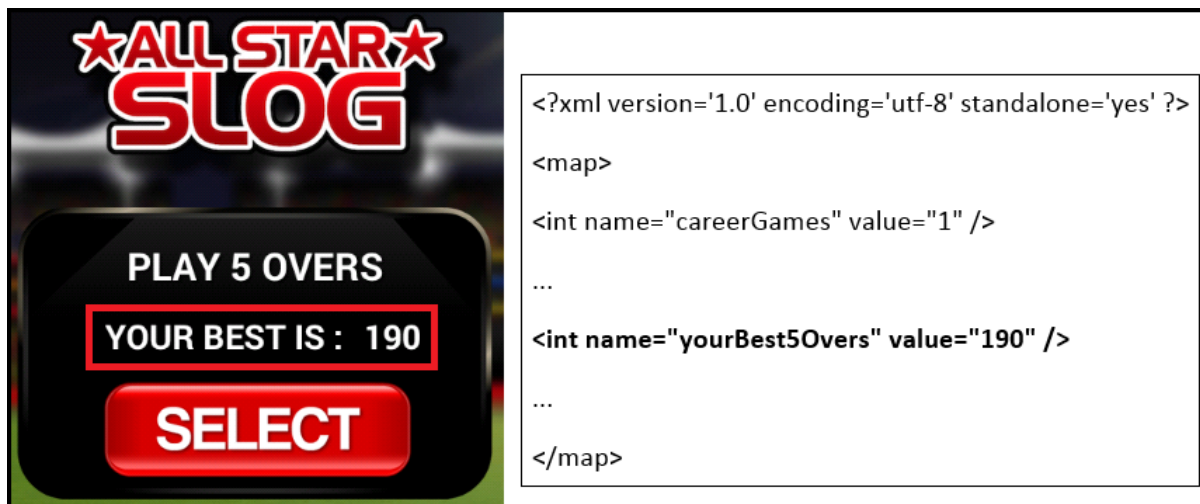 ★ALL STAR★
SLOG
PLAY 5 OVERS
YOUR BEST IS : 190
SELECT
<?xml version='1.0' encoding='utf-8' standalone='yes' ?>
<map>
<int name="careerGames" value="1" />
...
<int name="yourBest5Overs" value="190" />
...
</map>